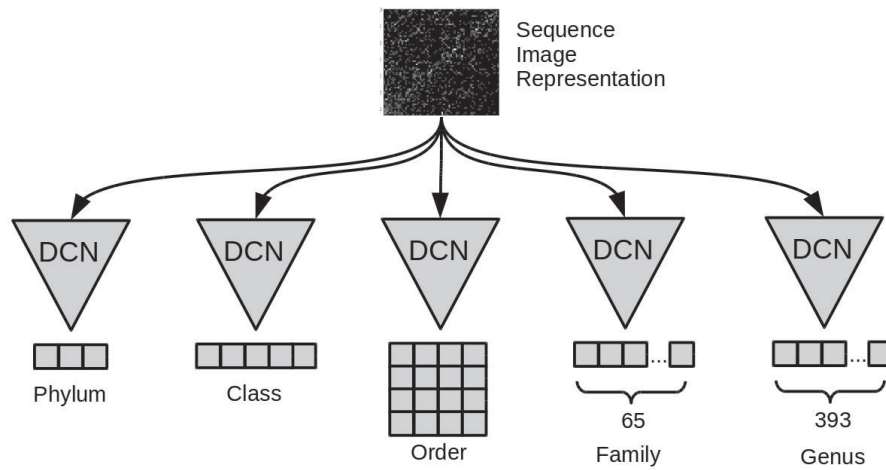 Sequence
Image
Representation
DCN
DCN
DCN
DCN
DCN
...
...
Phylum
Class
65
393
Order
Family
Genus